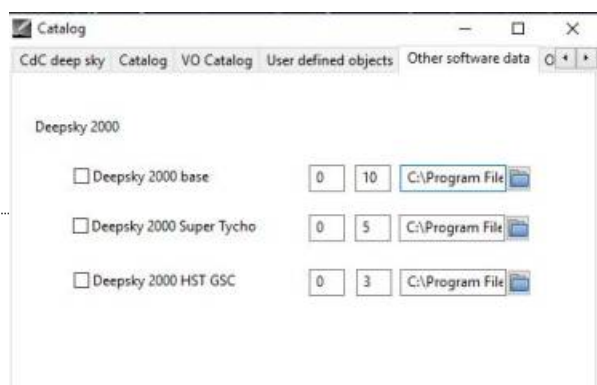 Catalog
CdC deep sky Catalog VO Catalog User defined objects Other software data O
Deepsky 2000
Deepsky 2000 base 0 10 C:\Program File
Deepsky 2000 Super Tycho 0 5 C:\Program File
Deepsky 2000 HST GSC 0 3 C:\Program File